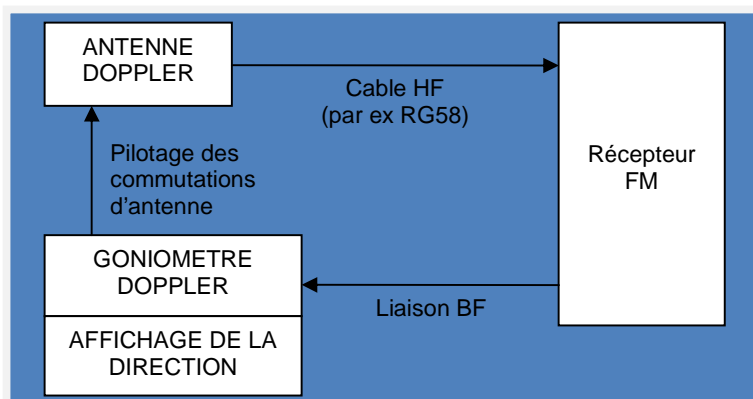 ANTENNE
DOPPLER
Cable HF
(par ex RG58)
Récepteur
FM
Pilotage des
commutations
d'antenne
GONIOMETRE
DOPPLER
Liaison BF
AFFICHAGE DE LA
DIRECTION